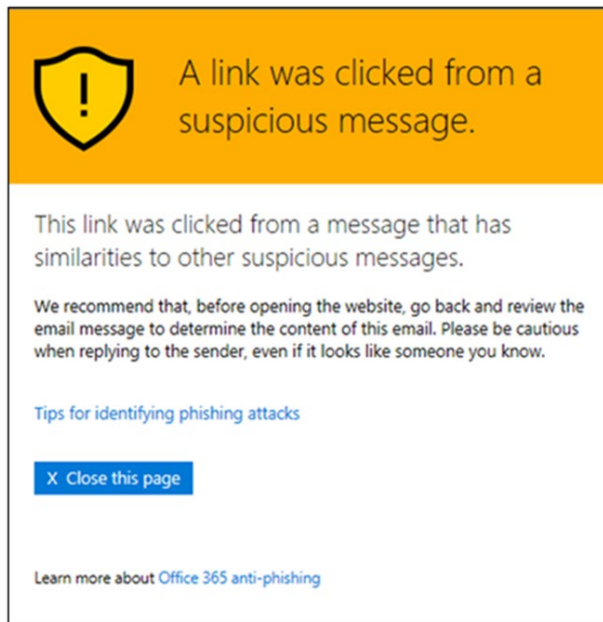 A link was clicked from a
suspicious message.
This link was clicked from a message that has
similarities to other suspicious messages.
We recommend that, before opening the website, go back and review the
email message to determine the content of this email. Please be cautious
when replying to the sender, even if it looks like someone you know.
Tips for identifying phishing attacks
X Close this page
Learn more about Office 365 anti-phishing